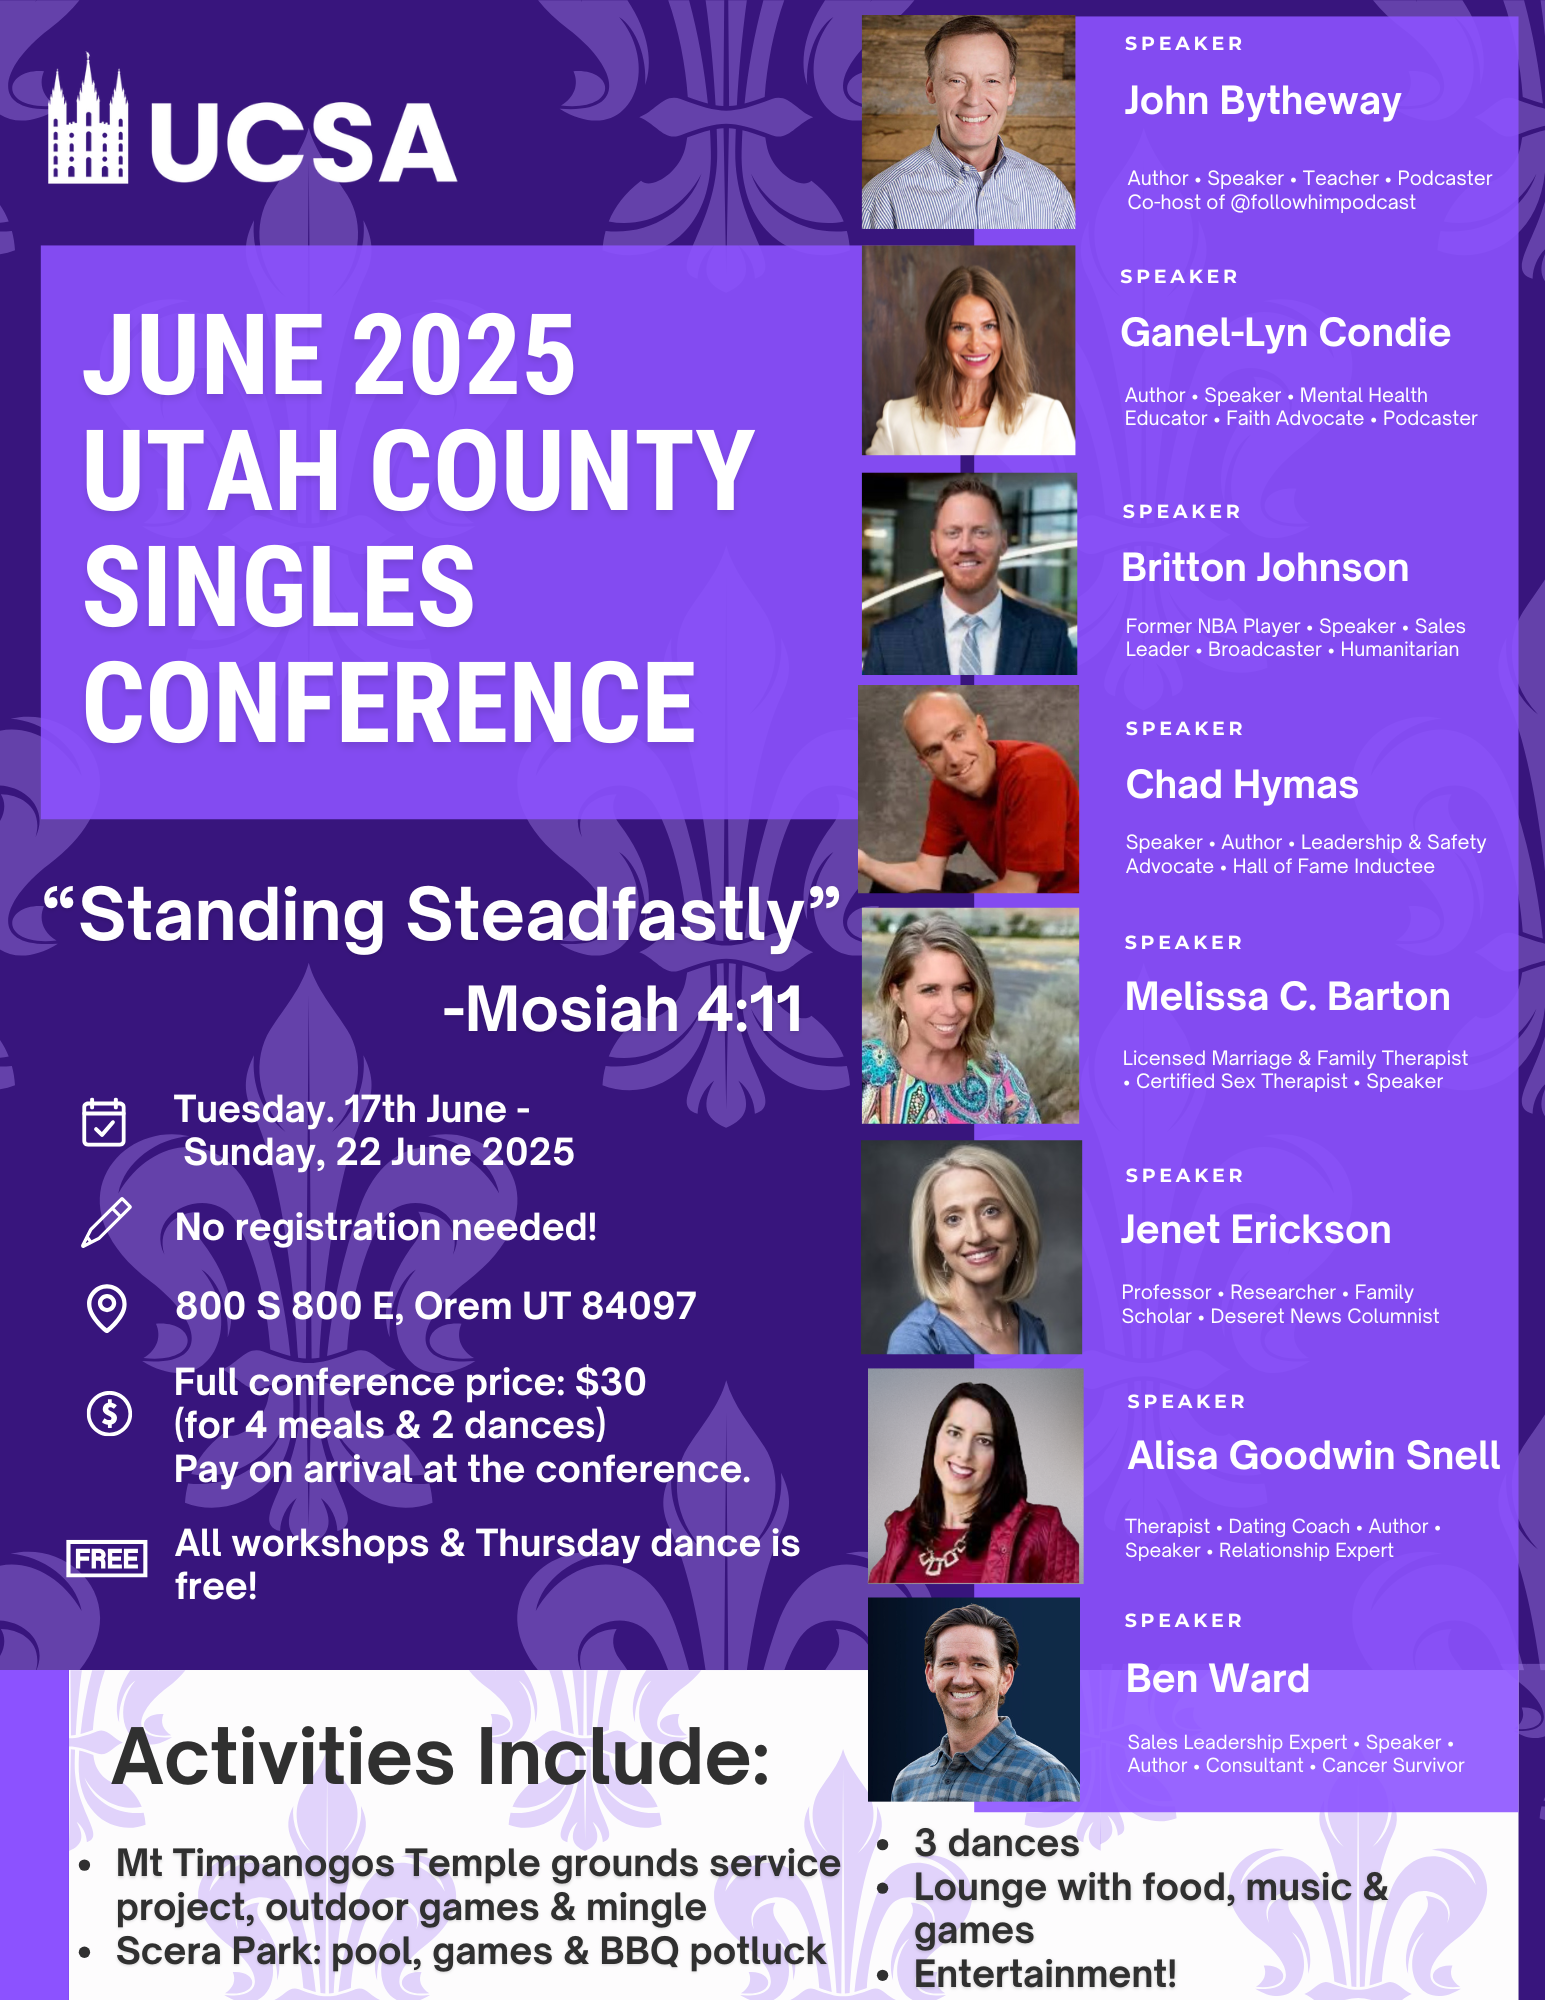 UCSA
JUNE 2025
UTAH COUNTY
SINGLES
CONFERENCE
“Standing Steadfastly”
-Mosiah 4:11
Tuesday. 17th June -
Sunday, 22 June 2025
No registration needed!
800 S 800 E, Orem UT 84097
Full conference price: $30
(for 4 meals & 2 dances)
Pay on arrival at the conference.
FREE
All workshops & Thursday dance is
free!
SPEAKER
John Bytheway
Author • Speaker • Teacher • Podcaster
Co-host of @followhimpodcast
SPEAKER
Ganel-Lyn Condie
Author • Speaker • Mental Health
Educator • Faith Advocate • Podcaster
SPEAKER
Britton Johnson
Former NBA Player • Speaker • Sales
Leader • Broadcaster • Humanitarian
SPEAKER
Chad Hymas
Speaker • Author • Leadership & Safety
Advocate • Hall of Fame Inductee
SPEAKER
Melissa C. Barton
Licensed Marriage & Family Therapist
• Certified Sex Therapist • Speaker
SPEAKER
Jenet Erickson
Professor • Researcher • Family
Scholar • Deseret News Columnist
SPEAKER
Alisa Goodwin Snell
Therapist • Dating Coach • Author •
Speaker • Relationship Expert
SPEAKER
Ben Ward
Sales Leadership Expert • Speaker •
Author • Consultant • Cancer Survivor
Activities Include:
• Mt Timpanogos Temple grounds service
project, outdoor games & mingle
• Scera Park: pool, games & BBQ potluck
• 3 dances
• Lounge with food, music &
games
• Entertainment!